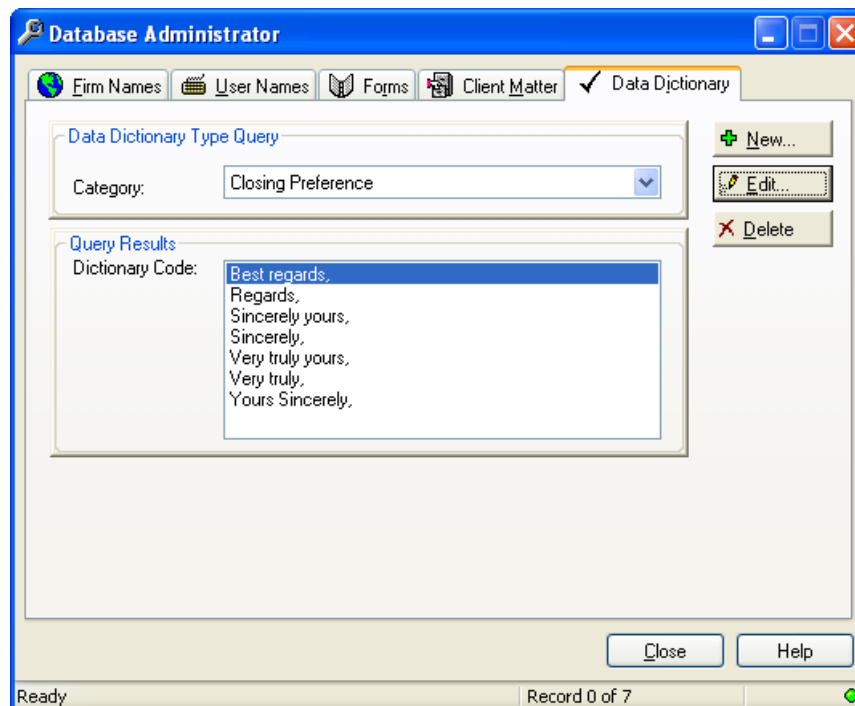 Database Administrator
Firm Names User Names Forms Client Matter Data Dictionary
Data Dictionary Type Query
Category: Closing Preference
New...
Edit...
Delete
Query Results
Dictionary Code:
Best regards,
Regards,
Sincerely yours,
Sincerely,
Very truly yours,
Very truly,
Yours Sincerely,
Close Help
Ready Record 0 of 7